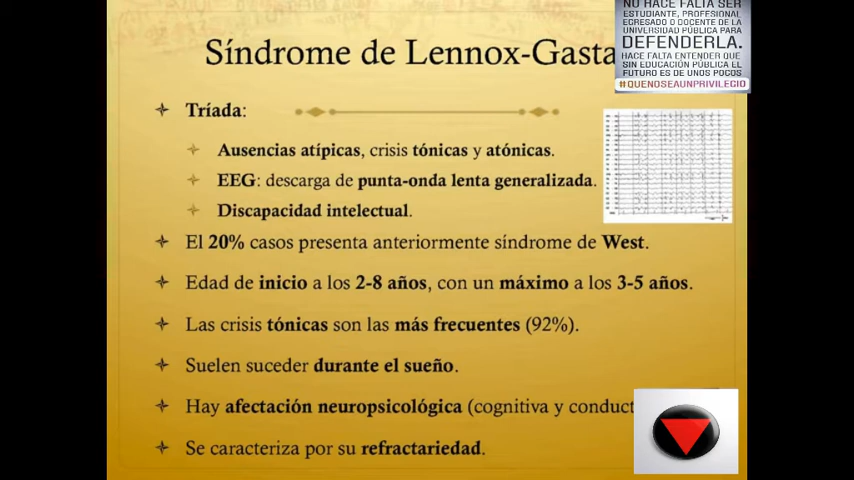 NO HACE FALTA SER
ESTUDIANTE, PROFESIONAL
EGRESADO O DOCENTE DE LA
UNIVERSIDAD PÚBLICA PARA
DEFENDERLA.
HACE FALTA ENTENDER QUE
SIN EDUCACIÓN PÚBLICA EL
FUTURO ES DE UNOS POCOS
#QUENOSEAUNPRIVILEGIO
Síndrome de Lennox-Gasta
Tríada:
Ausencias atípicas, crisis tónicas y atónicas.
EEG: descarga de punta-onda lenta generalizada.
Discapacidad intelectual.
El 20% casos presenta anteriormente síndrome de West.
Edad de inicio a los 2-8 años, con un máximo a los 3-5 años.
Las crisis tónicas son las más frecuentes (92%).
Suelen suceder durante el sueño.
Hay afectación neuropsicológica (cognitiva y conduct
Se caracteriza por su refractariedad.